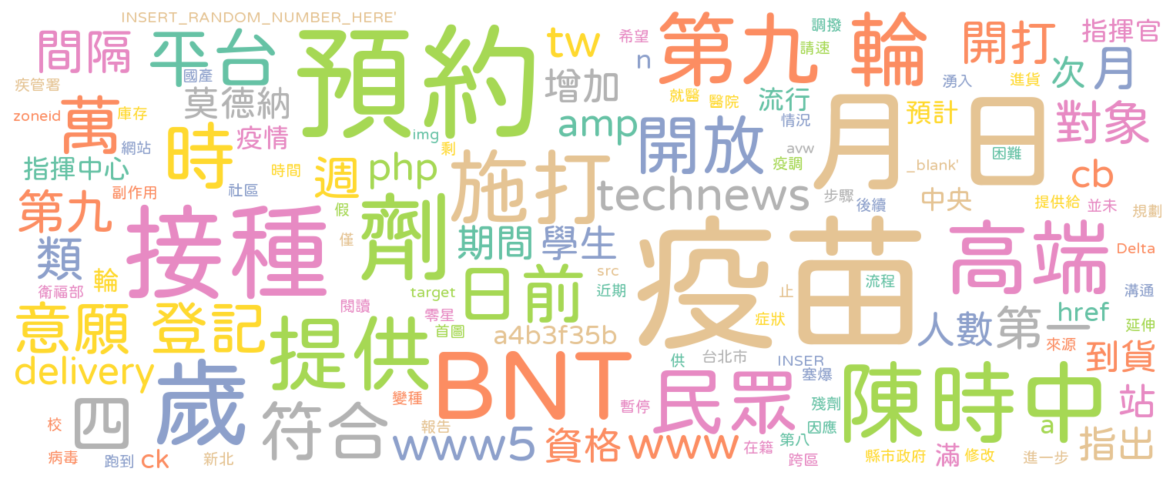 INSERT_RANDOM_NUMBER_HERE'
間隔
平台
預約
tw
希望
第九
輪
調撥
開打
指揮官
請速
n
國產
次
月
疾管署
莫德納
增加
就醫
醫院
流行
湧入
進貨
萬
庫存
zoneid
情況
預計
對象
時
疫情
img
amp
開放
月
日
網站
剩
avw
疫調
困難
_blank'
指揮中心
時間
週
php
施打
technews
cb
副作用
社區
步驟
後續
中央
提供給
並未
規劃
第九
接種
假
劑
僅
期間
學生
疫苗
高端
Delta
類
輪
衛福部
日前
src
近期
target
流程
溝通
閱讀
零星
首圖
止
症狀
href
意願
登記
提供
a4b3f35b
人數
第一
延伸
來源
delivery
歲
BNT
供
台北市
INSER
塞爆
到貨
四
變種
暫停
民眾
殘劑
陳時中
站
校
符合
報告
www5
資格
www
在籍
第八
因應
a
指出
病毒
跑到
ck
新北
跨區
縣市政府
滿
修改
進一步